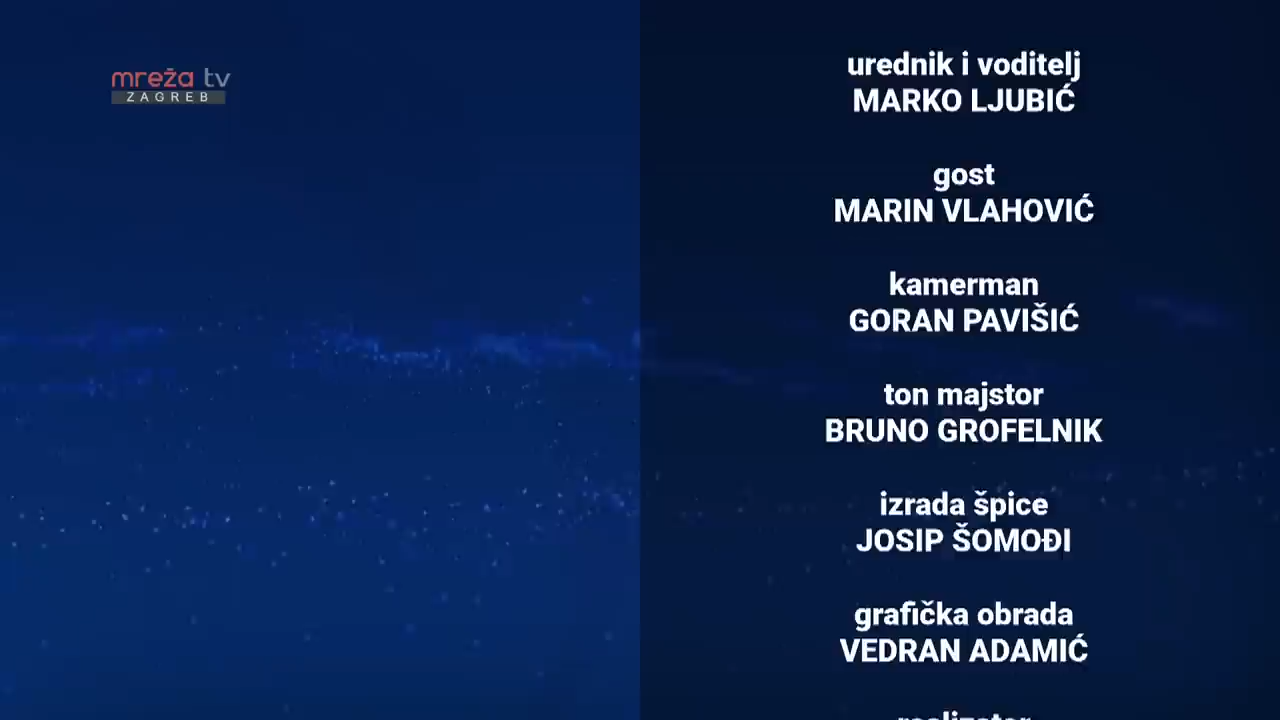 mreža tv
ZAGREB
urednik i voditelj
MARKO LJUBIĆ
gost
MARIN VLAHOVIĆ
kamerman
GORAN PAVIŠIĆ
ton majstor
BRUNO GROFELNIK
izrada špice
JOSIP ŠOMOĐI
grafička obrada
VEDRAN ADAMIĆ